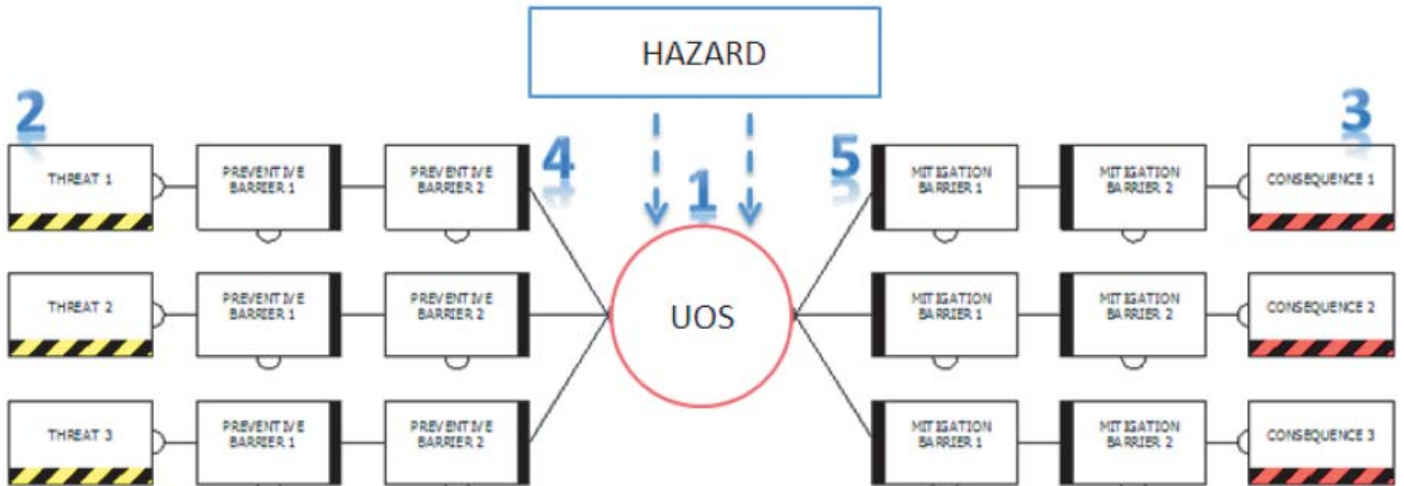 HAZARD
2
3
4
5
1
THREAT 1
PREVENTIVE
BARRIER 1
PREVENTIVE
BARRIER 2
MITIGATION
BARRIER 1
MITIGATION
BARRIER 2
CONSEQUENCE 1
THREAT 2
PREVENTIVE
BARRIER 1
PREVENTIVE
BARRIER 2
UOS
MITIGATION
BARRIER 1
MITIGATION
BARRIER 2
CONSEQUENCE 2
THREAT 3
PREVENTIVE
BARRIER 1
PREVENTIVE
BARRIER 2
MITIGATION
BARRIER 1
MITIGATION
BARRIER 2
CONSEQUENCE 3